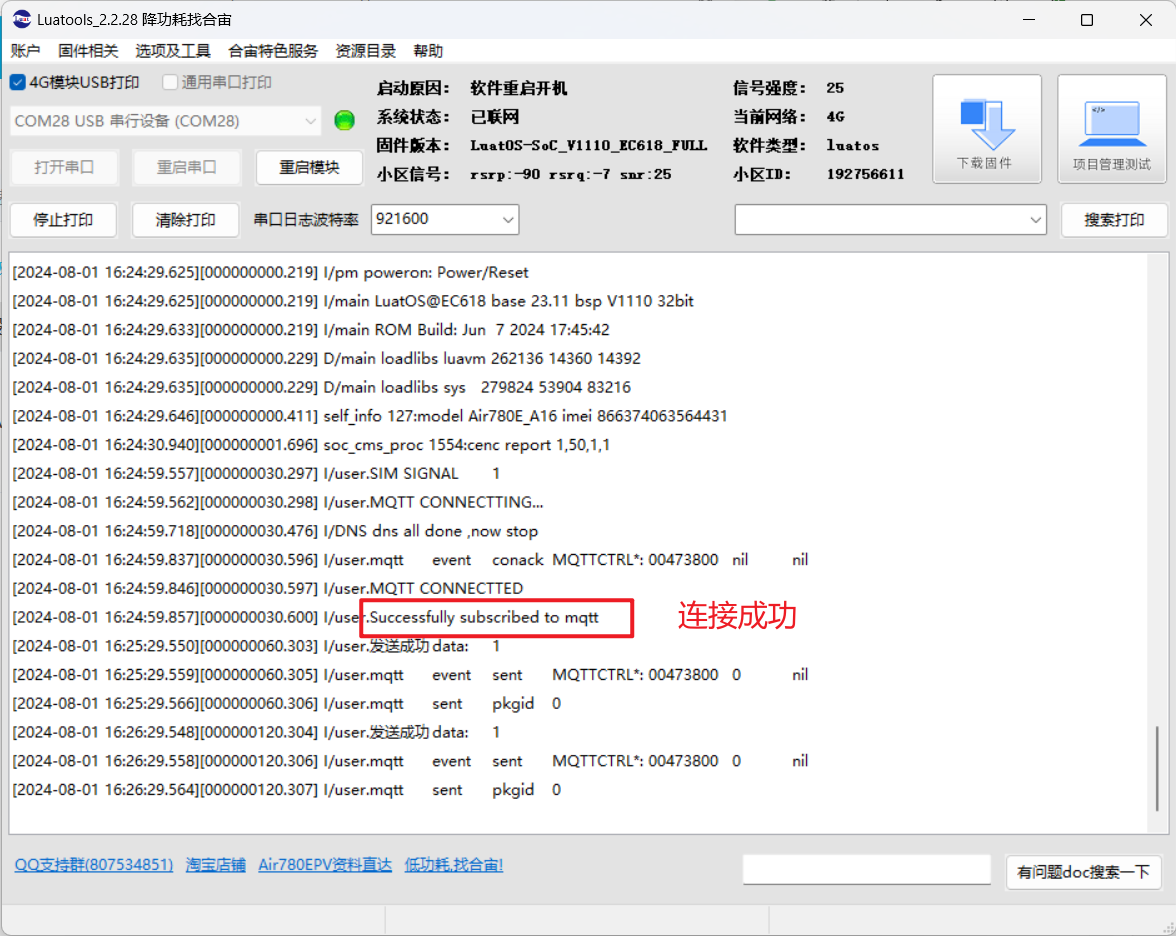 Luatools_2.2.28 降功耗找合宙
账户 固件相关 选项及工具 合宙特色服务 资源目录 帮助
4G模块USB打印 通用串口打印
COM28 USB 串行设备 (COM28)
打开串口 重启串口 重启模块
启动原因: 软件重启开机 信号强度: 25
系统状态: 已联网 当前网络: 4G
固件版本: LuatOS-SoC_V1110_EC618_FULL 软件类型: luatos
小区信号: rsrp:-90 rsrq:-7 snr:25 小区ID: 192756611
下载固件
</> 项目管理测试
停止打印 清除打印 串口日志波特率 921600 搜索打印
[2024-08-01 16:24:29.625][000000000.219] I/pm poweron: Power/Reset
[2024-08-01 16:24:29.625][000000000.219] I/main LuatOS@EC618 base 23.11 bsp V1110 32bit
[2024-08-01 16:24:29.633][000000000.219] I/main ROM Build: Jun  7 2024 17:45:42
[2024-08-01 16:24:29.635][000000000.229] D/main loadlibs luavm 262136 14360 14392
[2024-08-01 16:24:29.635][000000000.229] D/main loadlibs sys   279824 53904 83216
[2024-08-01 16:24:29.646][000000000.411] self_info 127:model Air780E_A16 imei 866374063564431
[2024-08-01 16:24:30.940][000000001.696] soc_cms_proc 1554:cenc report 1,50,1,1
[2024-08-01 16:24:59.557][000000030.297] I/user.SIM SIGNAL 1
[2024-08-01 16:24:59.562][000000030.298] I/user.MQTT CONNECTTING...
[2024-08-01 16:24:59.718][000000030.476] I/DNS dns all done ,now stop
[2024-08-01 16:24:59.837][000000030.596] I/user.mqtt event conack MQTTCTRL*: 00473800 nil nil
[2024-08-01 16:24:59.846][000000030.597] I/user.MQTT CONNECTTED
[2024-08-01 16:24:59.857][000000030.600] I/user.Successfully subscribed to mqtt 连接成功
[2024-08-01 16:25:29.550][000000060.303] I/user.发送成功 data: 1
[2024-08-01 16:25:29.559][000000060.305] I/user.mqtt event sent MQTTCTRL*: 00473800 0 nil
[2024-08-01 16:25:29.566][000000060.306] I/user.mqtt sent pkgid 0
[2024-08-01 16:26:29.548][000000120.304] I/user.发送成功 data: 1
[2024-08-01 16:26:29.558][000000120.306] I/user.mqtt event sent MQTTCTRL*: 00473800 0 nil
[2024-08-01 16:26:29.564][000000120.307] I/user.mqtt sent pkgid 0
QQ支持群(807534851) 淘宝店铺 Air780EPV资料直达 低功耗,找合宙! 有问题doc搜索一下